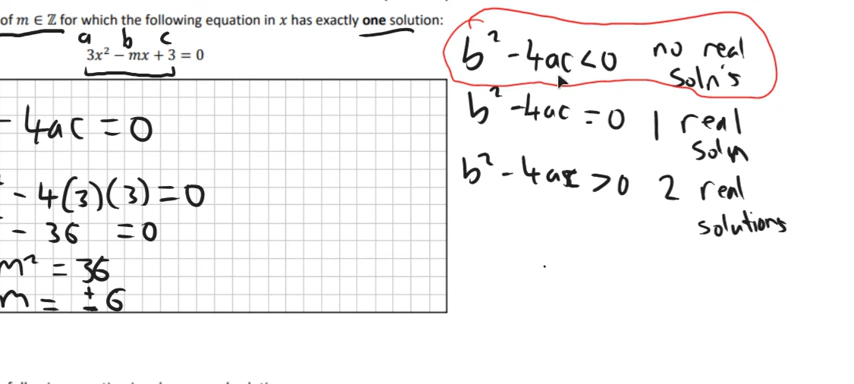 of m ∈ ℤ for which the following equation in x has exactly one solution:
a b c
3x² − mx + 3 = 0
- 4ac = 0
- 4(3)(3) = 0
- 36 = 0
m² = 36
m = ± 6
b² - 4ac < 0 no real
soln's
b² - 4ac = 0 1 real
soln
b² - 4ac > 0 2 real
solutions